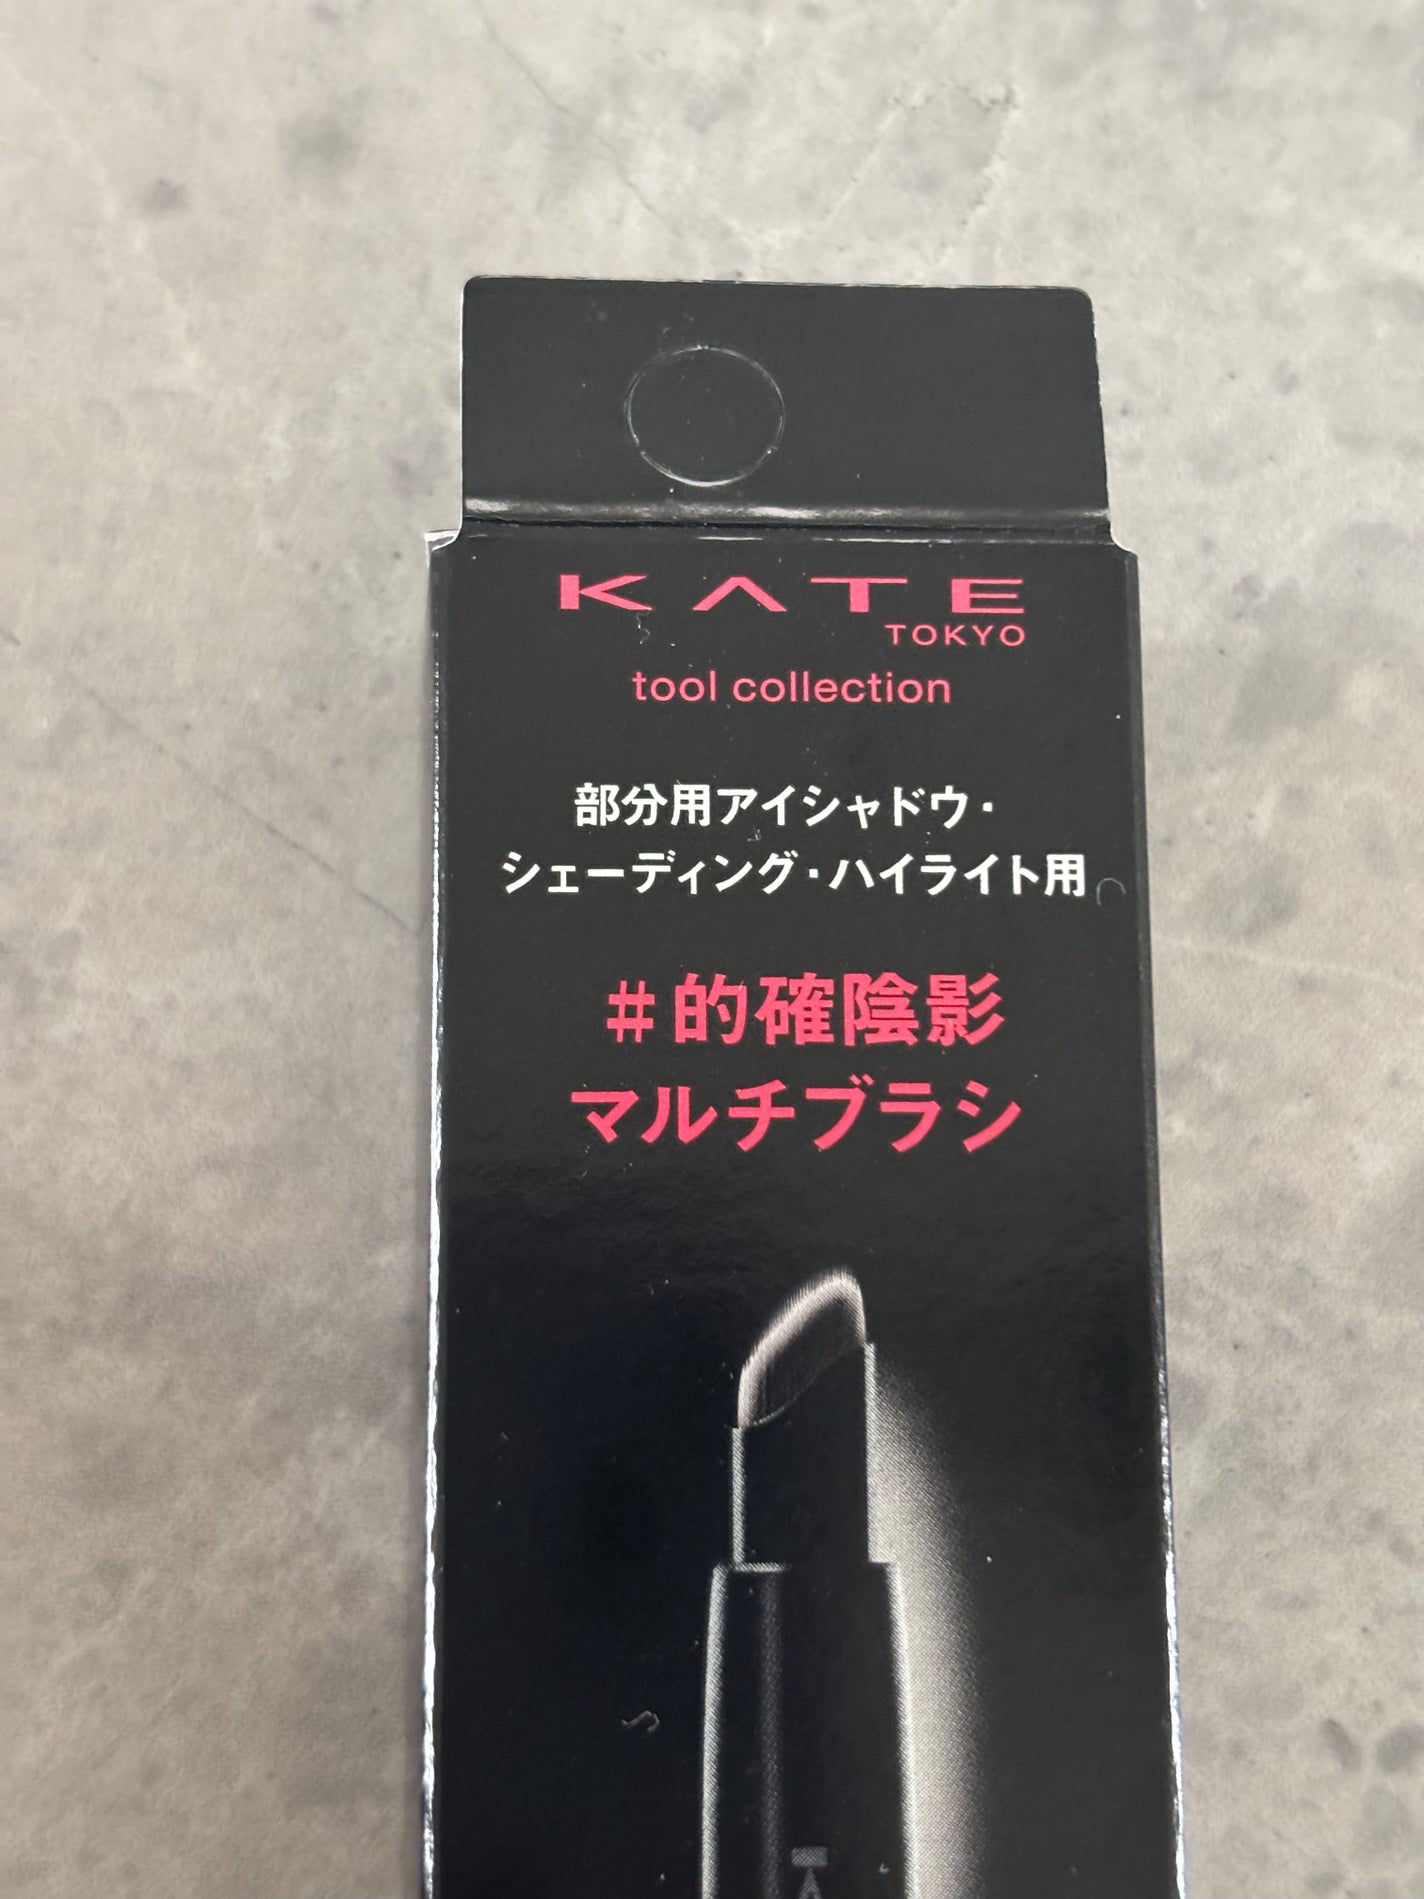 KATE
TOKYO
tool collection
部分用アイシャドウ・
シェーディング・ハイライト用
#的確陰影
マルチブラシ